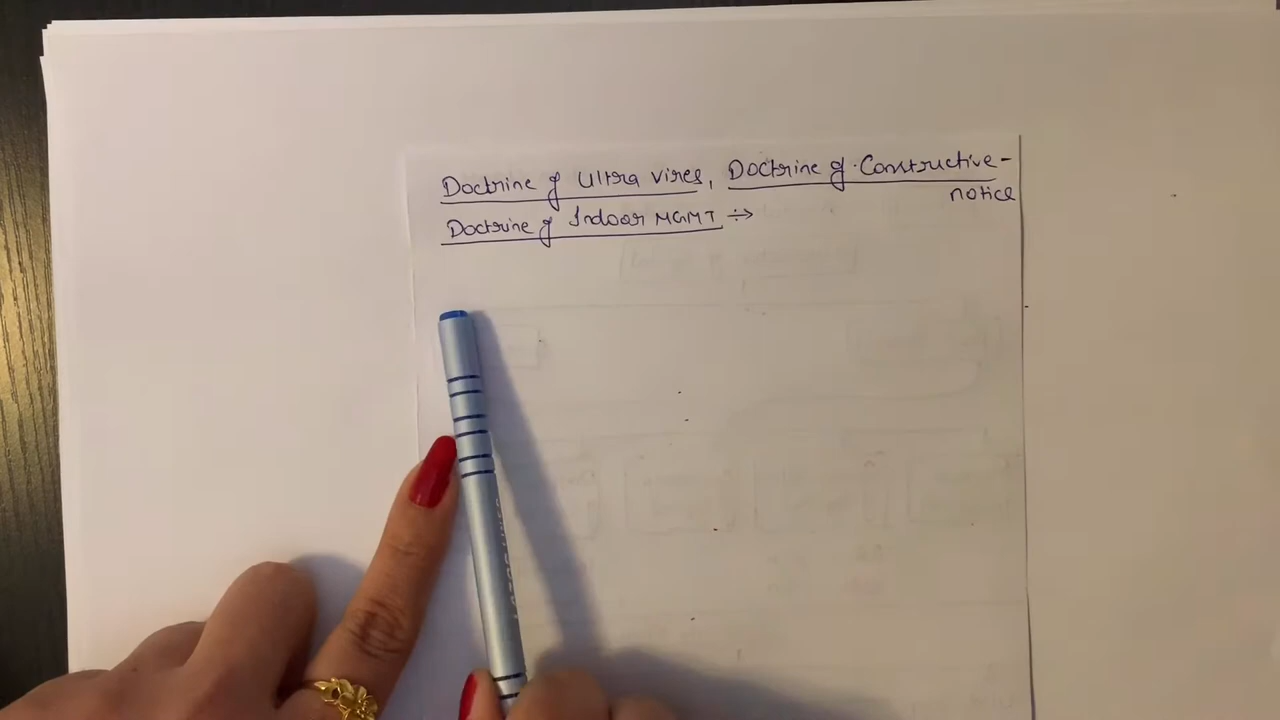 Doctrine of Ultra vires, Doctrine of Constructive-
notice
Doctrine of Indoor MGMT ÷